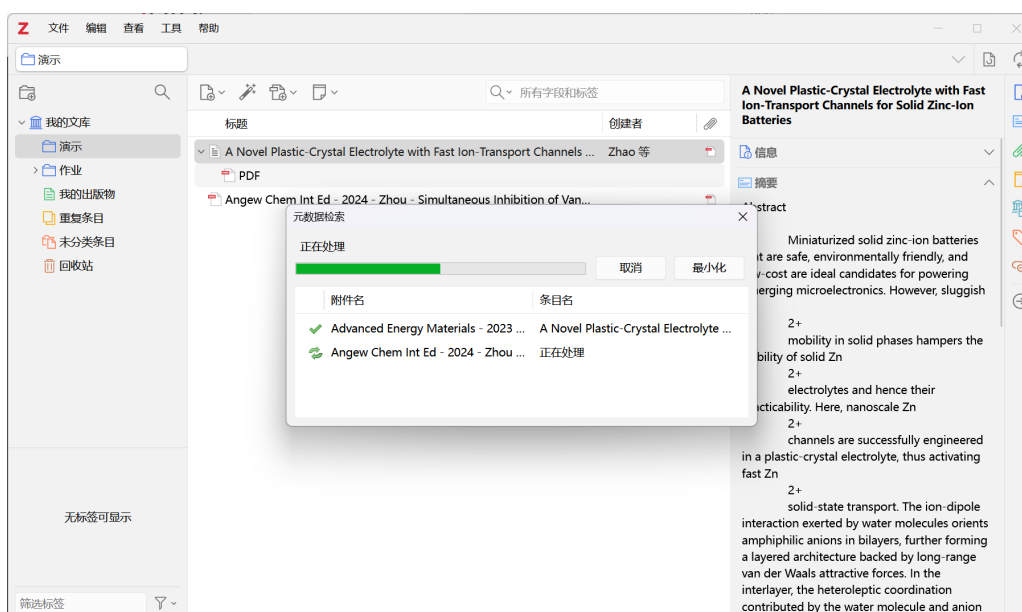 Z 文件 编辑 查看 工具 帮助
演示
所有字段和标签
我的文库
演示
作业
我的出版物
重复条目
未分类条目
回收站
无标签可显示
筛选标签
标题 创建者
A Novel Plastic-Crystal Electrolyte with Fast Ion-Transport Channels ... Zhao 等
PDF
Angew Chem Int Ed - 2024 - Zhou - Simultaneous Inhibition of Van...
元数据检索
正在处理
取消 最小化
附件名 条目名
Advanced Energy Materials - 2023 ... A Novel Plastic-Crystal Electrolyte ...
Angew Chem Int Ed - 2024 - Zhou ... 正在处理
A Novel Plastic-Crystal Electrolyte with Fast
Ion-Transport Channels for Solid Zinc-Ion
Batteries
信息
摘要
stract
Miniaturized solid zinc-ion batteries
t are safe, environmentally friendly, and
-cost are ideal candidates for powering
erging microelectronics. However, sluggish
2+
mobility in solid phases hampers the
bility of solid Zn
2+
electrolytes and hence their
cticability. Here, nanoscale Zn
2+
channels are successfully engineered
in a plastic-crystal electrolyte, thus activating
fast Zn
2+
solid-state transport. The ion-dipole
interaction exerted by water molecules orients
amphiphilic anions in bilayers, further forming
a layered architecture backed by long-range
van der Waals attractive forces. In the
interlayer, the heteroleptic coordination
contributed by the water molecule and anion